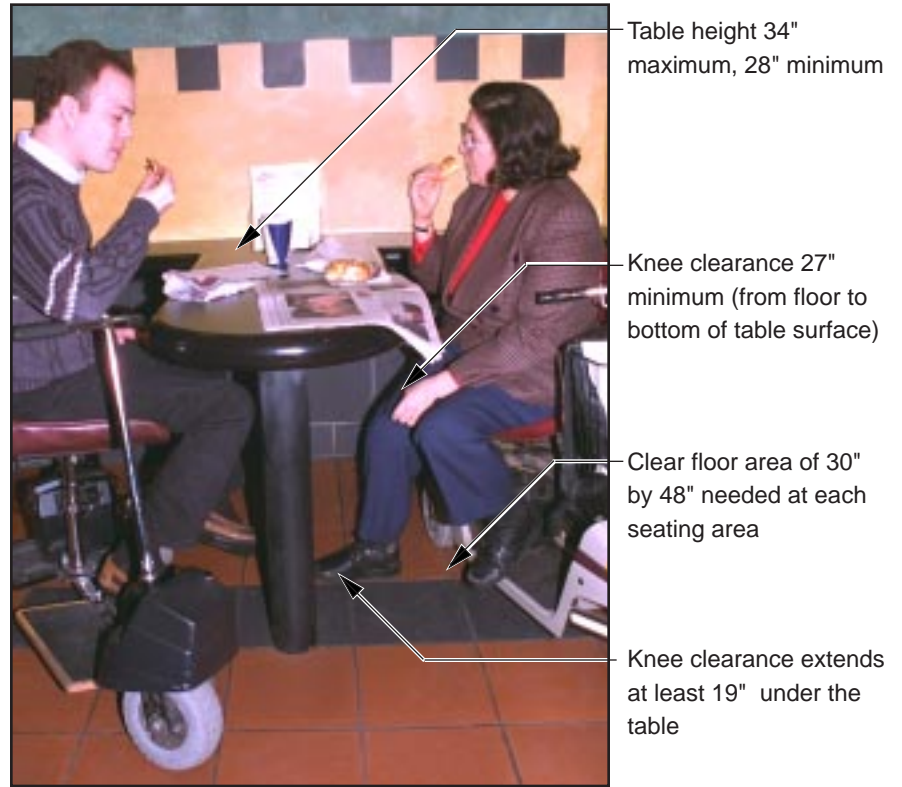 Table height 34"
maximum, 28" minimum
Knee clearance 27"
minimum (from floor to
bottom of table surface)
Clear floor area of 30"
by 48" needed at each
seating area
Knee clearance extends
at least 19" under the
table